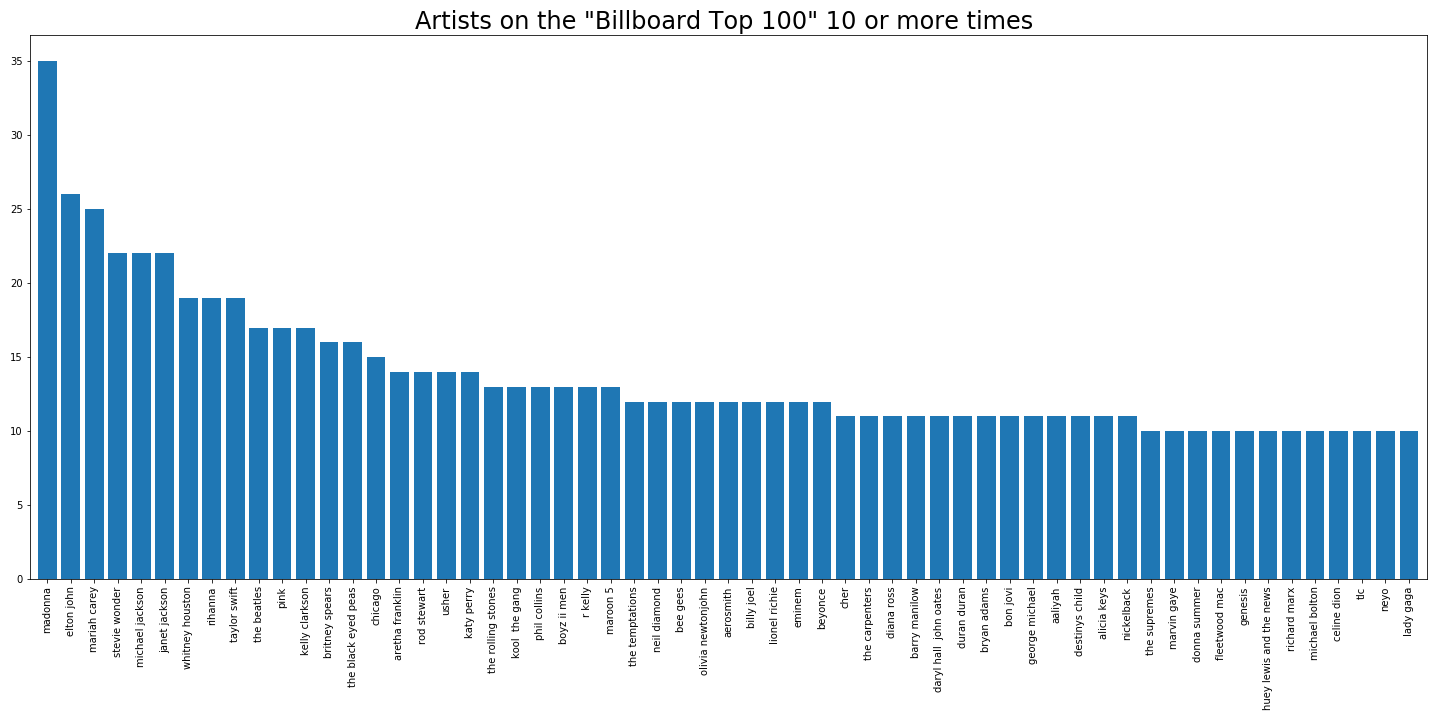 Artists on the "Billboard Top 100" 10 or more times
35
30
25
20
15
10
5
0
madonna
elton john
mariah carey
stevie wonder
michael jackson
janet jackson
whitney houston
rihanna
taylor swift
the beatles
pink
kelly clarkson
britney spears
the black eyed peas
chicago
aretha franklin
rod stewart
usher
katy perry
the rolling stones
kool  the gang
phil collins
boyz ii men
r kelly
maroon 5
the temptations
neil diamond
bee gees
olivia newtonjohn
aerosmith
billy joel
lionel richie
eminem
beyonce
cher
the carpenters
diana ross
barry manilow
daryl hall  john oates
duran duran
bryan adams
bon jovi
george michael
aaliyah
destinys child
alicia keys
nickelback
the supremes
marvin gaye
donna summer
fleetwood mac
genesis
huey lewis and the news
richard marx
michael bolton
celine dion
tlc
neyo
lady gaga